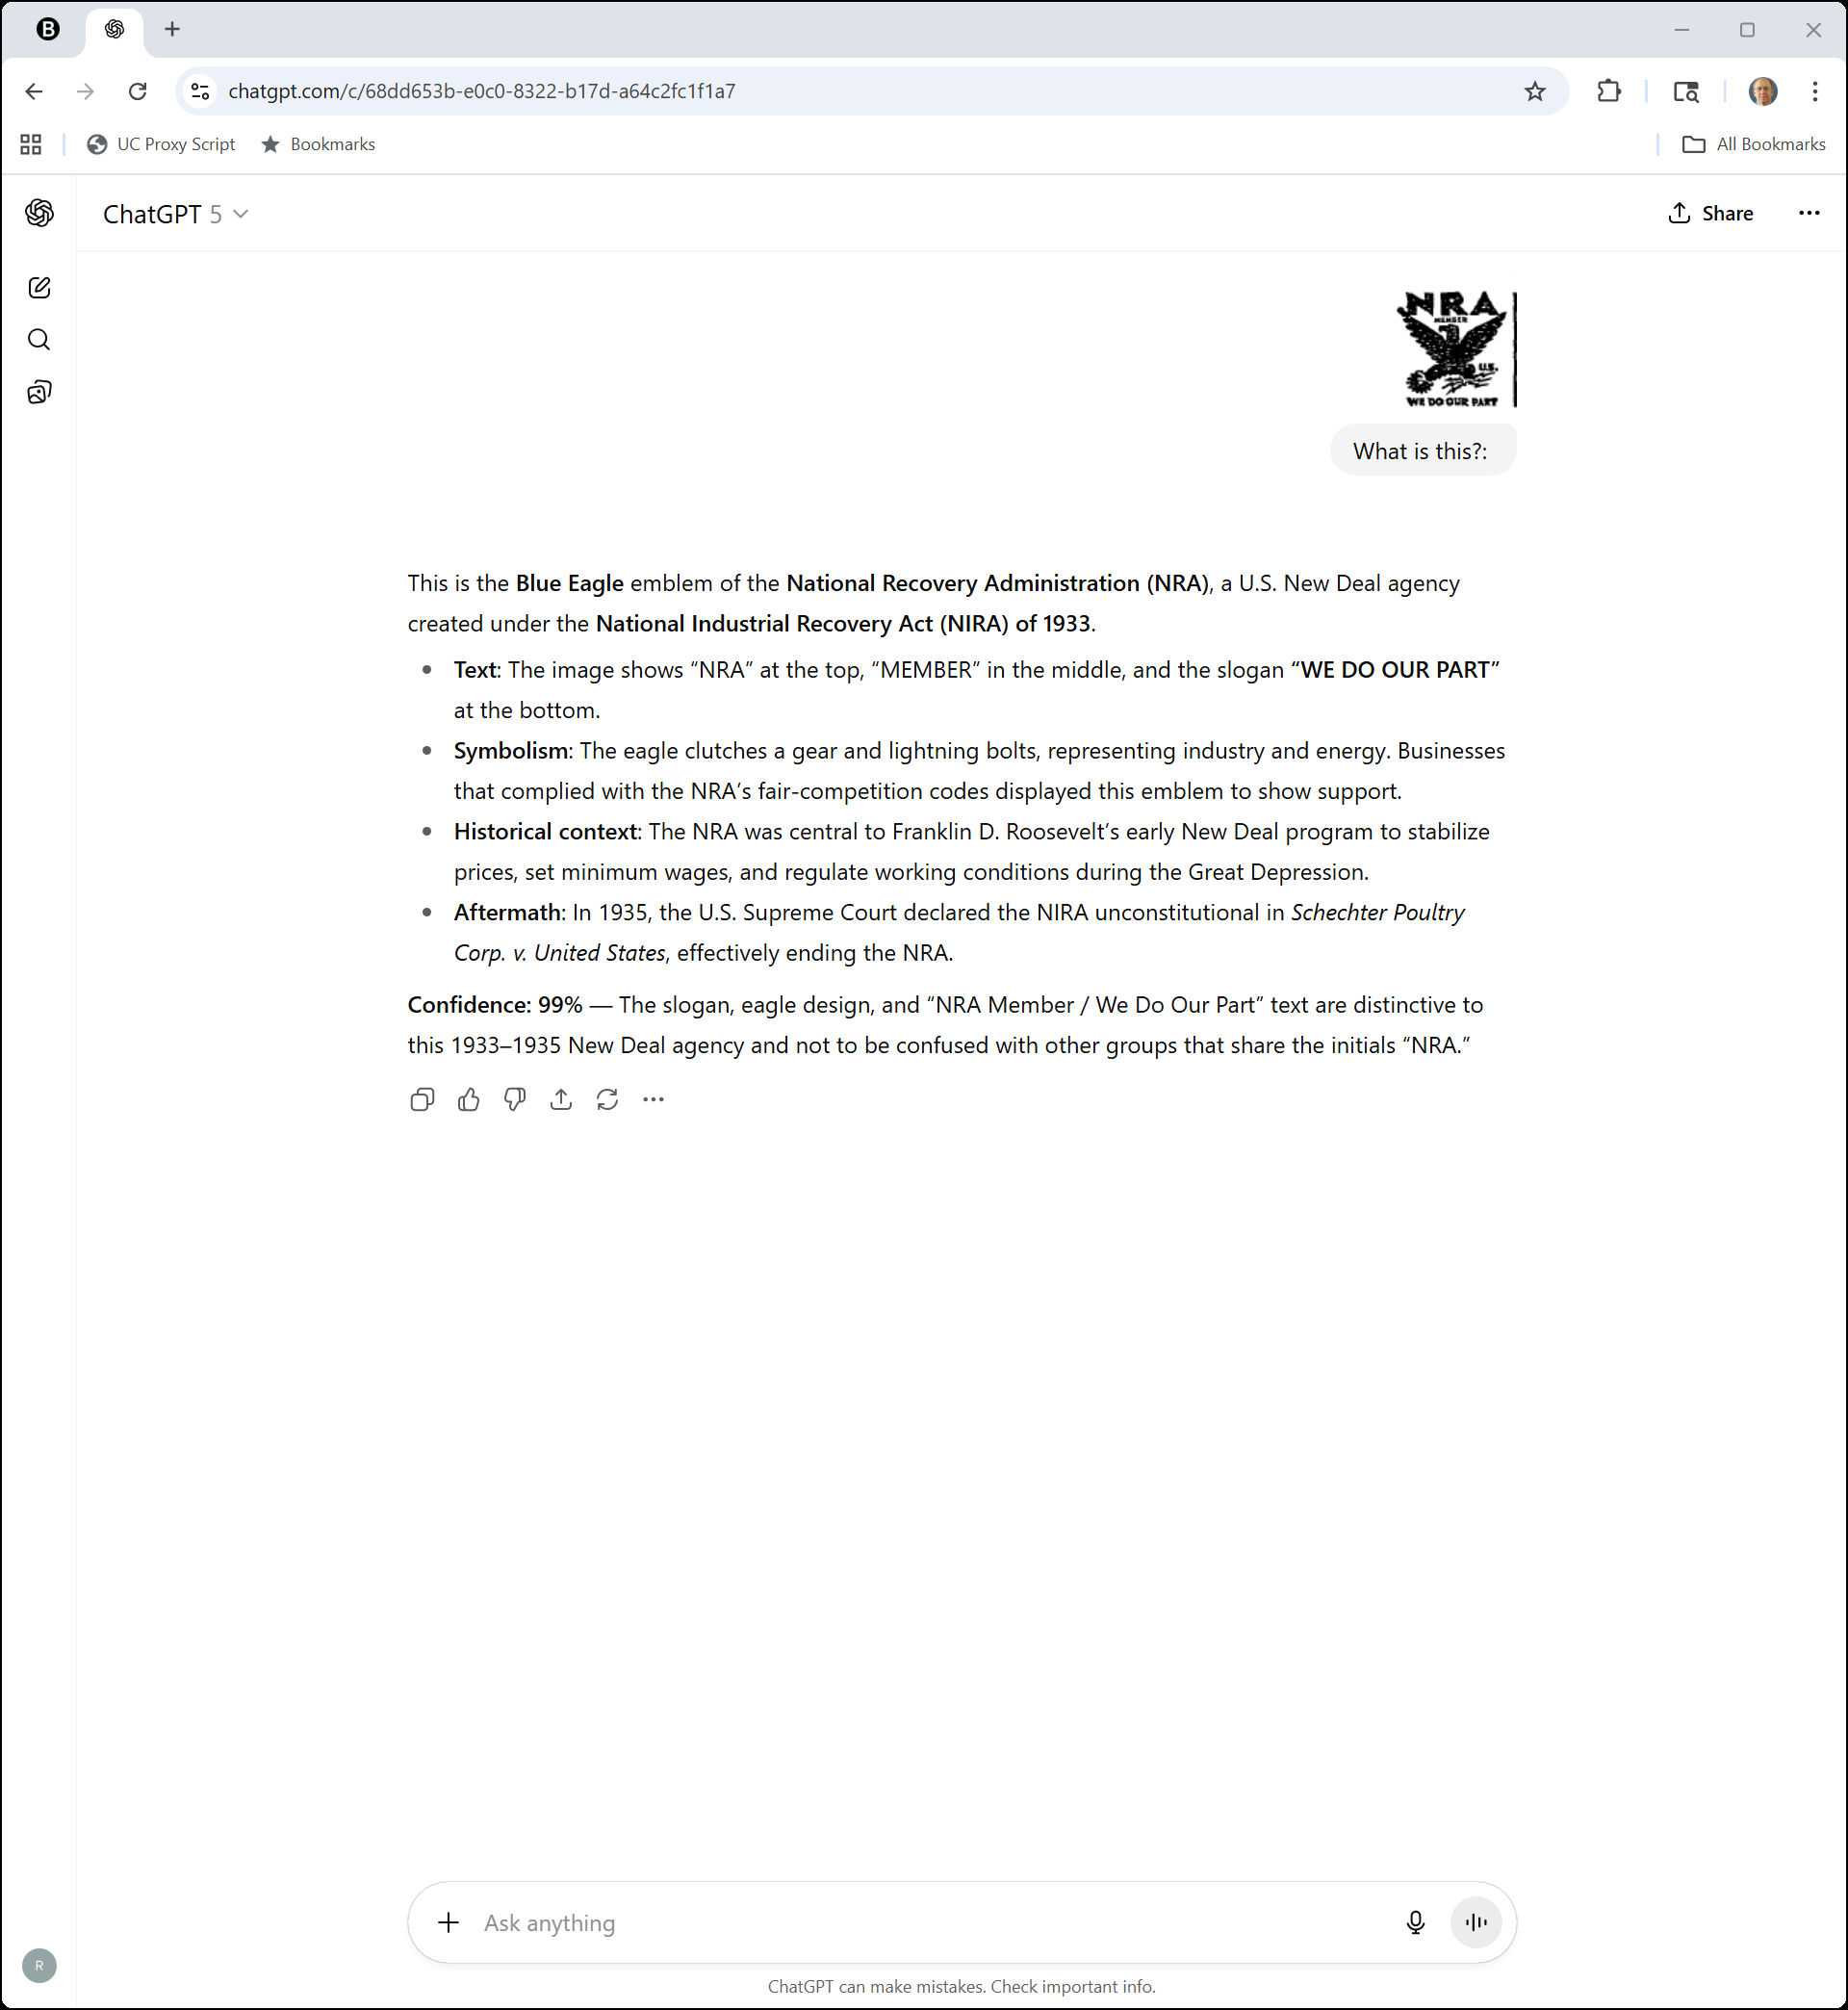 B
chatgpt.com/c/68dd653b-e0c0-8322-b17d-a64c2fc1f1a7
UC Proxy Script
Bookmarks
All Bookmarks
ChatGPT 5
Share
NRA
MEMBER
U.S.
WE DO OUR PART
What is this?:
This is the Blue Eagle emblem of the National Recovery Administration (NRA), a U.S. New Deal agency
created under the National Industrial Recovery Act (NIRA) of 1933.
• Text: The image shows “NRA” at the top, “MEMBER” in the middle, and the slogan “WE DO OUR PART”
at the bottom.
• Symbolism: The eagle clutches a gear and lightning bolts, representing industry and energy. Businesses
that complied with the NRA’s fair-competition codes displayed this emblem to show support.
• Historical context: The NRA was central to Franklin D. Roosevelt’s early New Deal program to stabilize
prices, set minimum wages, and regulate working conditions during the Great Depression.
• Aftermath: In 1935, the U.S. Supreme Court declared the NIRA unconstitutional in Schechter Poultry
Corp. v. United States, effectively ending the NRA.
Confidence: 99% — The slogan, eagle design, and “NRA Member / We Do Our Part” text are distinctive to
this 1933–1935 New Deal agency and not to be confused with other groups that share the initials “NRA.”
Ask anything
R
ChatGPT can make mistakes. Check important info.